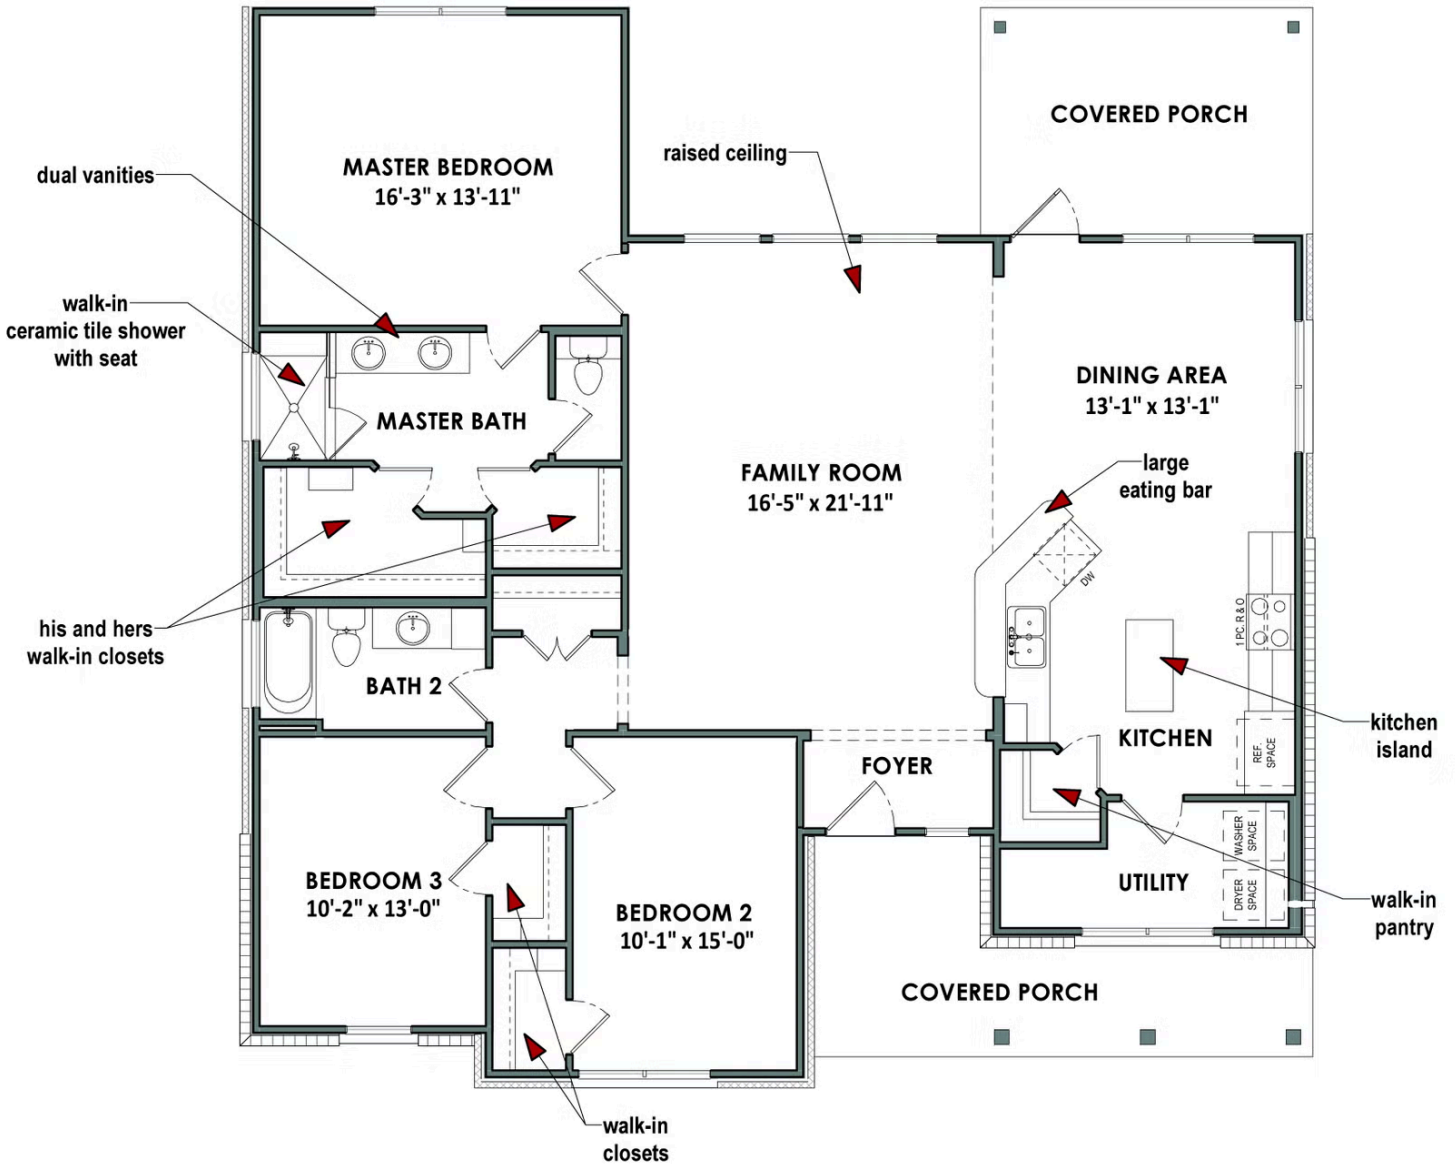 COVERED PORCH
raised ceiling
MASTER BEDROOM
16'-3" x 13'-11"
dual vanities
walk-in
ceramic tile shower
with seat
DINING AREA
13'-1" x 13'-1"
MASTER BATH
FAMILY ROOM
16'-5" x 21'-11"
large
eating bar
DW
1 PC. R & O
his and hers
walk-in closets
BATH 2
kitchen
island
KITCHEN
REF.
SPACE
FOYER
WASHER
SPACE
BEDROOM 3
10'-2" x 13'-0"
UTILITY
DRYER
SPACE
BEDROOM 2
10'-1" x 15'-0"
walk-in
pantry
COVERED PORCH
walk-in
closets